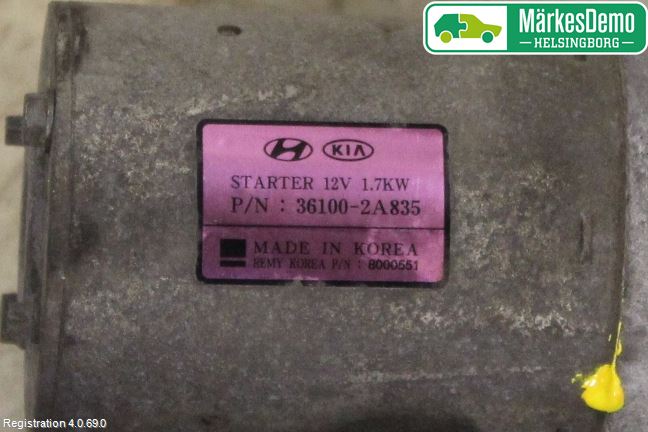 MärkesDemo
HELSINGBORG
KIA
STARTER 12V 1.7KW
P/N : 36100-2A835
MADE IN KOREA
REMY KOREA P/N : 8000551
Registration 4.0.69.0